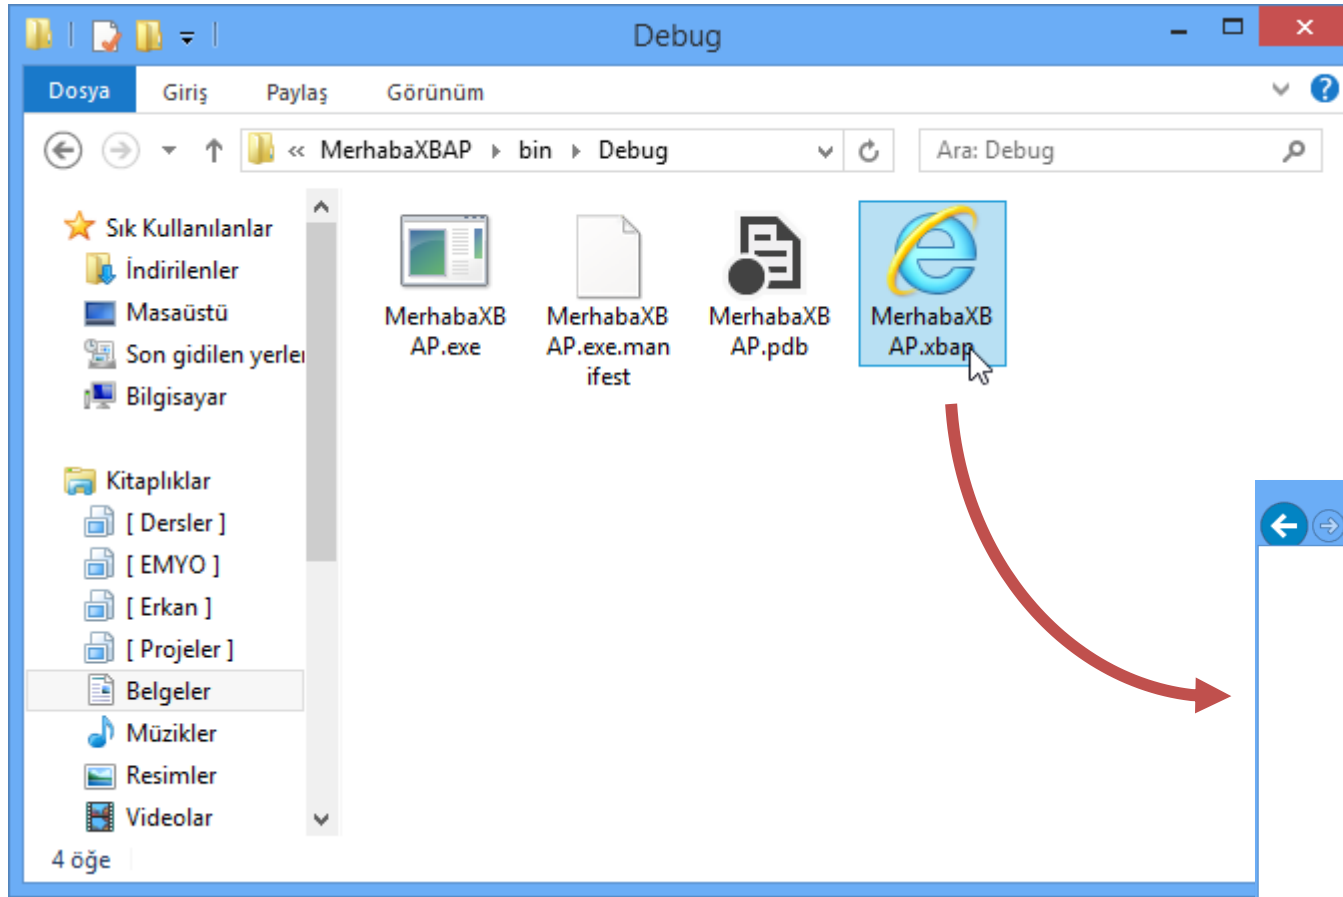 Debug
Dosya Giriş Paylaş Görünüm
« MerhabaXBAP bin Debug Ara: Debug
Sık Kullanılanlar
İndirilenler
Masaüstü
Son gidilen yerler
Bilgisayar
Kitaplıklar
[ Dersler ]
[ EMYO ]
[ Erkan ]
[ Projeler ]
Belgeler
Müzikler
Resimler
Videolar
MerhabaXB
AP.exe
MerhabaXB
AP.exe.man
ifest
MerhabaXB
AP.pdb
MerhabaXB
AP.xbap
4 öğe